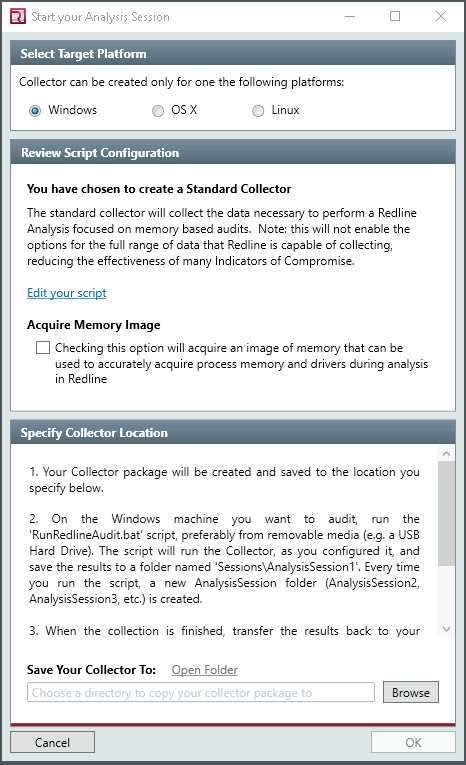 Start your Analysis Session
Select Target Platform
Collector can be created only for one the following platforms:
Windows
OS X
Linux
Review Script Configuration
You have chosen to create a Standard Collector
The standard collector will collect the data necessary to perform a Redline
Analysis focused on memory based audits.  Note: this will not enable the
options for the full range of data that Redline is capable of collecting,
reducing the effectiveness of many Indicators of Compromise.
Edit your script
Acquire Memory Image
Checking this option will acquire an image of memory that can be
used to accurately acquire process memory and drivers during analysis
in Redline
Specify Collector Location
1. Your Collector package will be created and saved to the location you
specify below.
2. On the Windows machine you want to audit, run the
'RunRedlineAudit.bat' script, preferably from removable media (e.g. a USB
Hard Drive). The script will run the Collector, as you configured it, and
save the results to a folder named 'Sessions\AnalysisSession1'. Every time
you run the script, a new AnalysisSession folder (AnalysisSession2,
AnalysisSession3, etc.) is created.
3. When the collection is finished, transfer the results back to your
Save Your Collector To:
Open Folder
Choose a directory to copy your collector package to
Browse
Cancel
OK